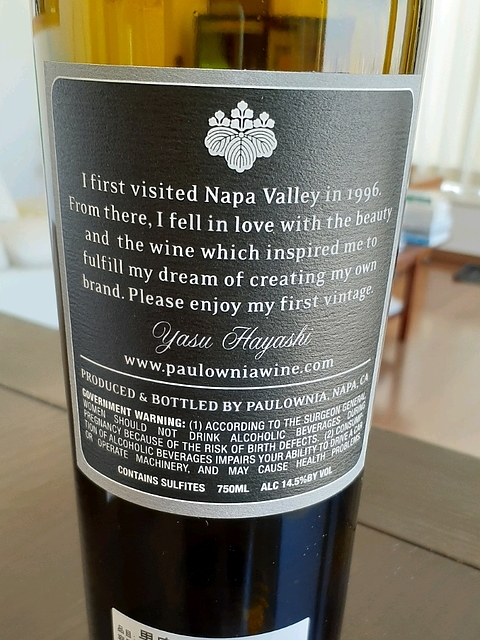 I first visited Napa Valley in 1996.
From there, I fell in love with the beauty
and the wine which inspired me to
fulfill my dream of creating my own
brand. Please enjoy my first vintage.
Yasu Hayashi
www.paulowniawine.com
PRODUCED & BOTTLED BY PAULOWNIA, NAPA, CA
GOVERNMENT WARNING: (1) ACCORDING TO THE SURGEON GENERAL,
WOMEN SHOULD NOT DRINK ALCOHOLIC BEVERAGES DURING
PREGNANCY BECAUSE OF THE RISK OF BIRTH DEFECTS. (2) CONSUMP
TION OF ALCOHOLIC BEVERAGES IMPAIRS YOUR ABILITY TO DRIVE A CAR
OR OPERATE MACHINERY, AND MAY CAUSE HEALTH PROBLEMS
CONTAINS SULFITES 750ML ALC 14.5% BY VOL